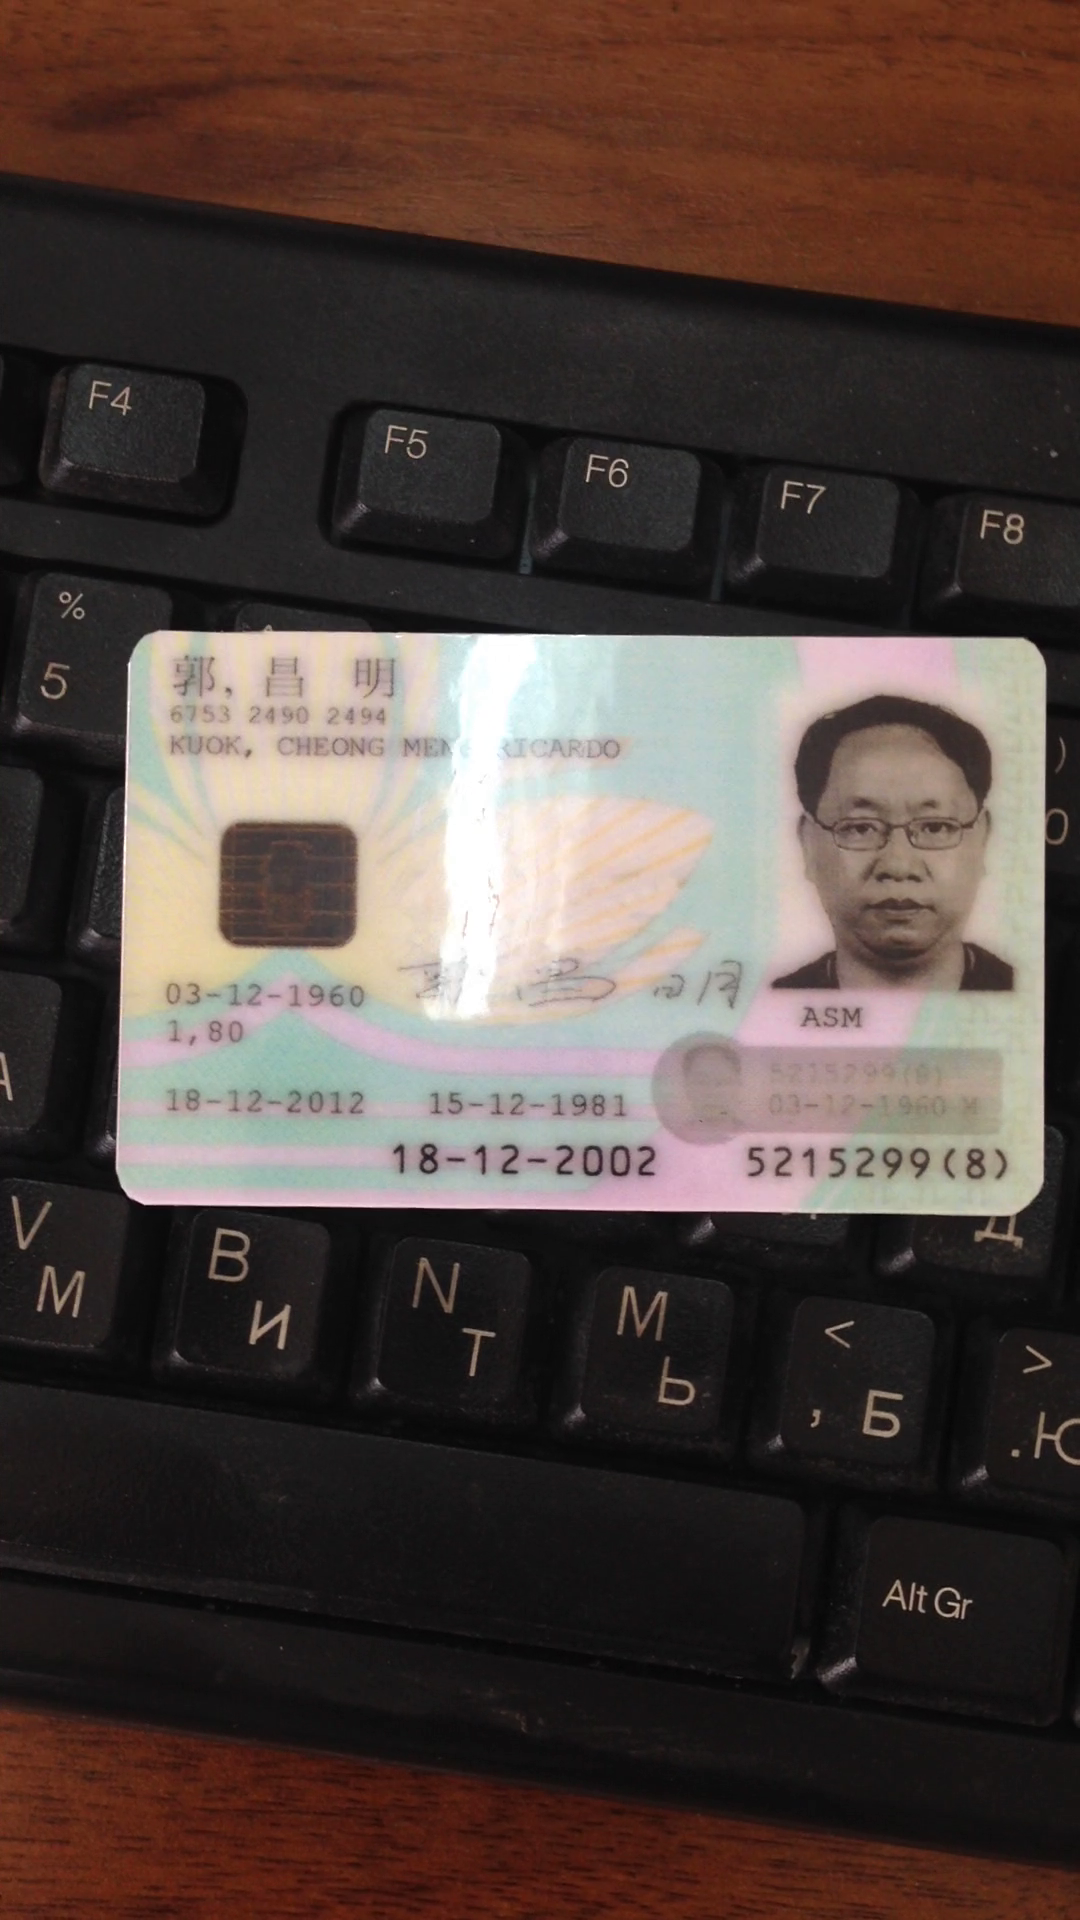 F4
F5
F6
F7
F8
%
5
)
0
郭, 昌 明
6753 2490 2494
KUOK, CHEONG RICARDO
03-12-1960
1,80
ASM
5215299(8)
03-12-1960 M
18-12-2012 15-12-1981
18-12-2002 5215299(8)
A
V
М
B
И
N
Т
M
Ь
<
, Б
>
. Ю
Д
Alt Gr